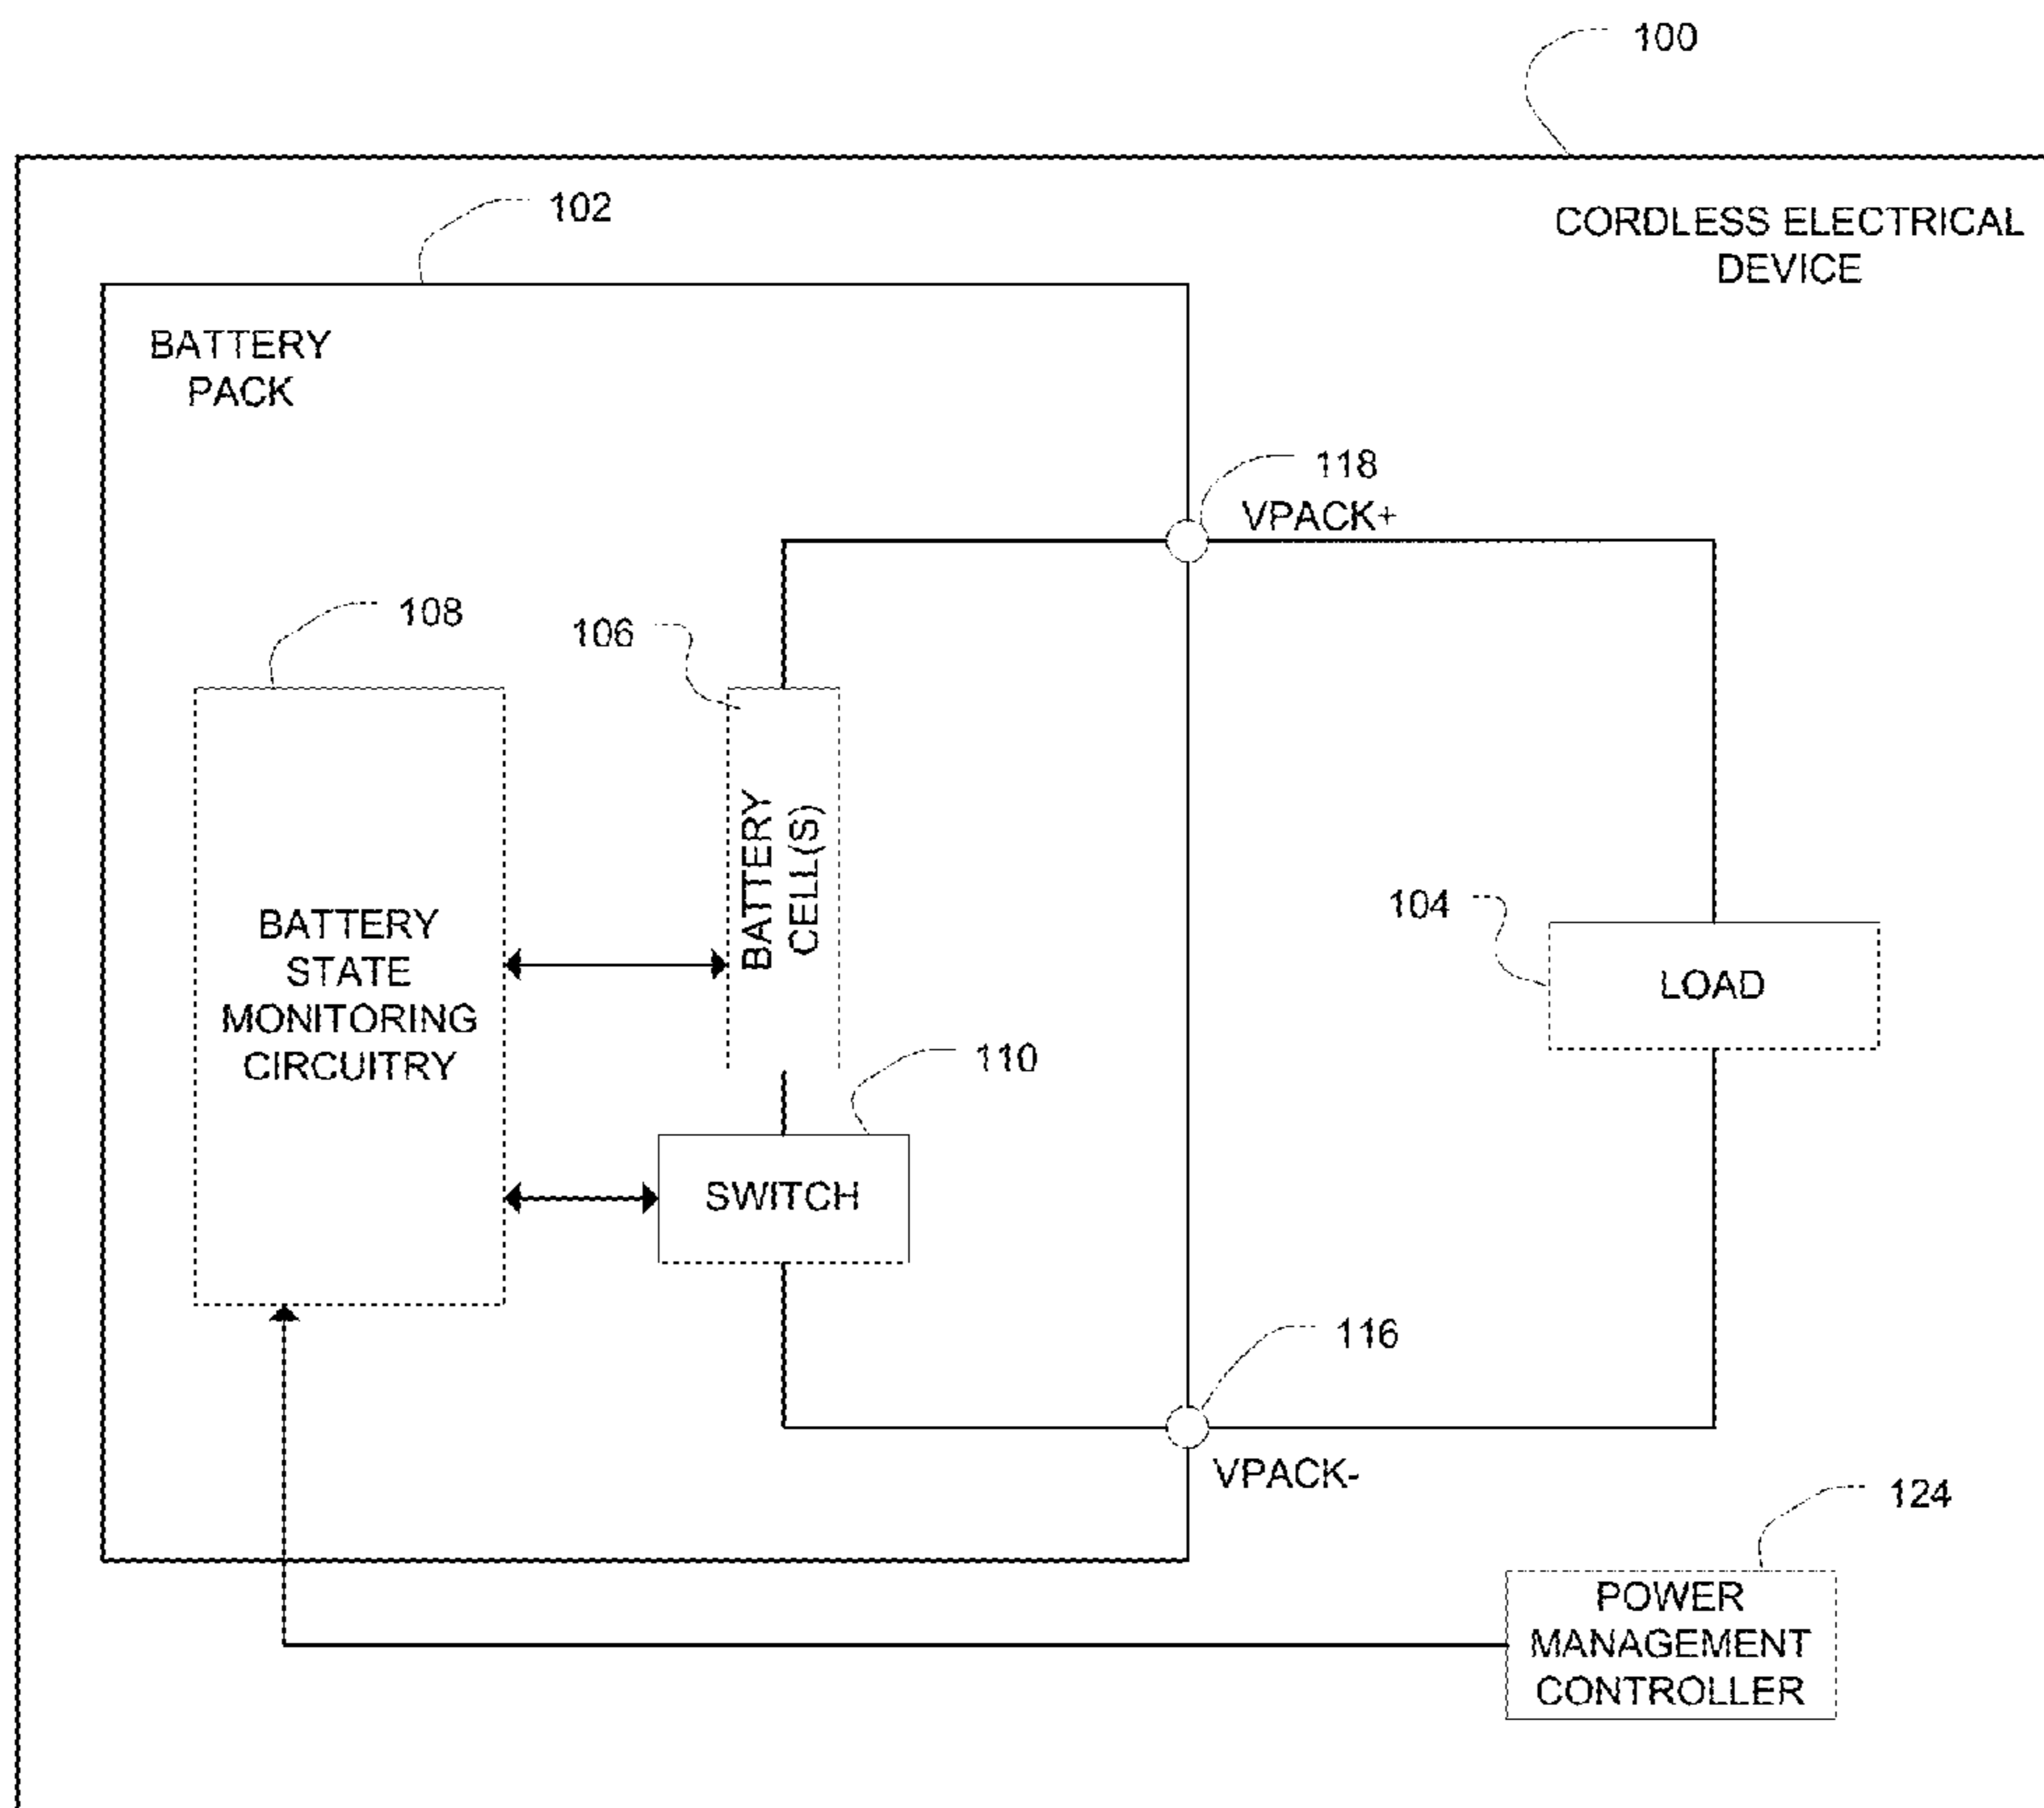 100
CORDLESS ELECTRICAL
DEVICE
102
BATTERY
PACK
118
VPACK+
108
106
BATTERY
CELL(S)
104
LOAD
BATTERY
STATE
MONITORING
CIRCUITRY
110
SWITCH
116
VPACK-
124
POWER
MANAGEMENT
CONTROLLER